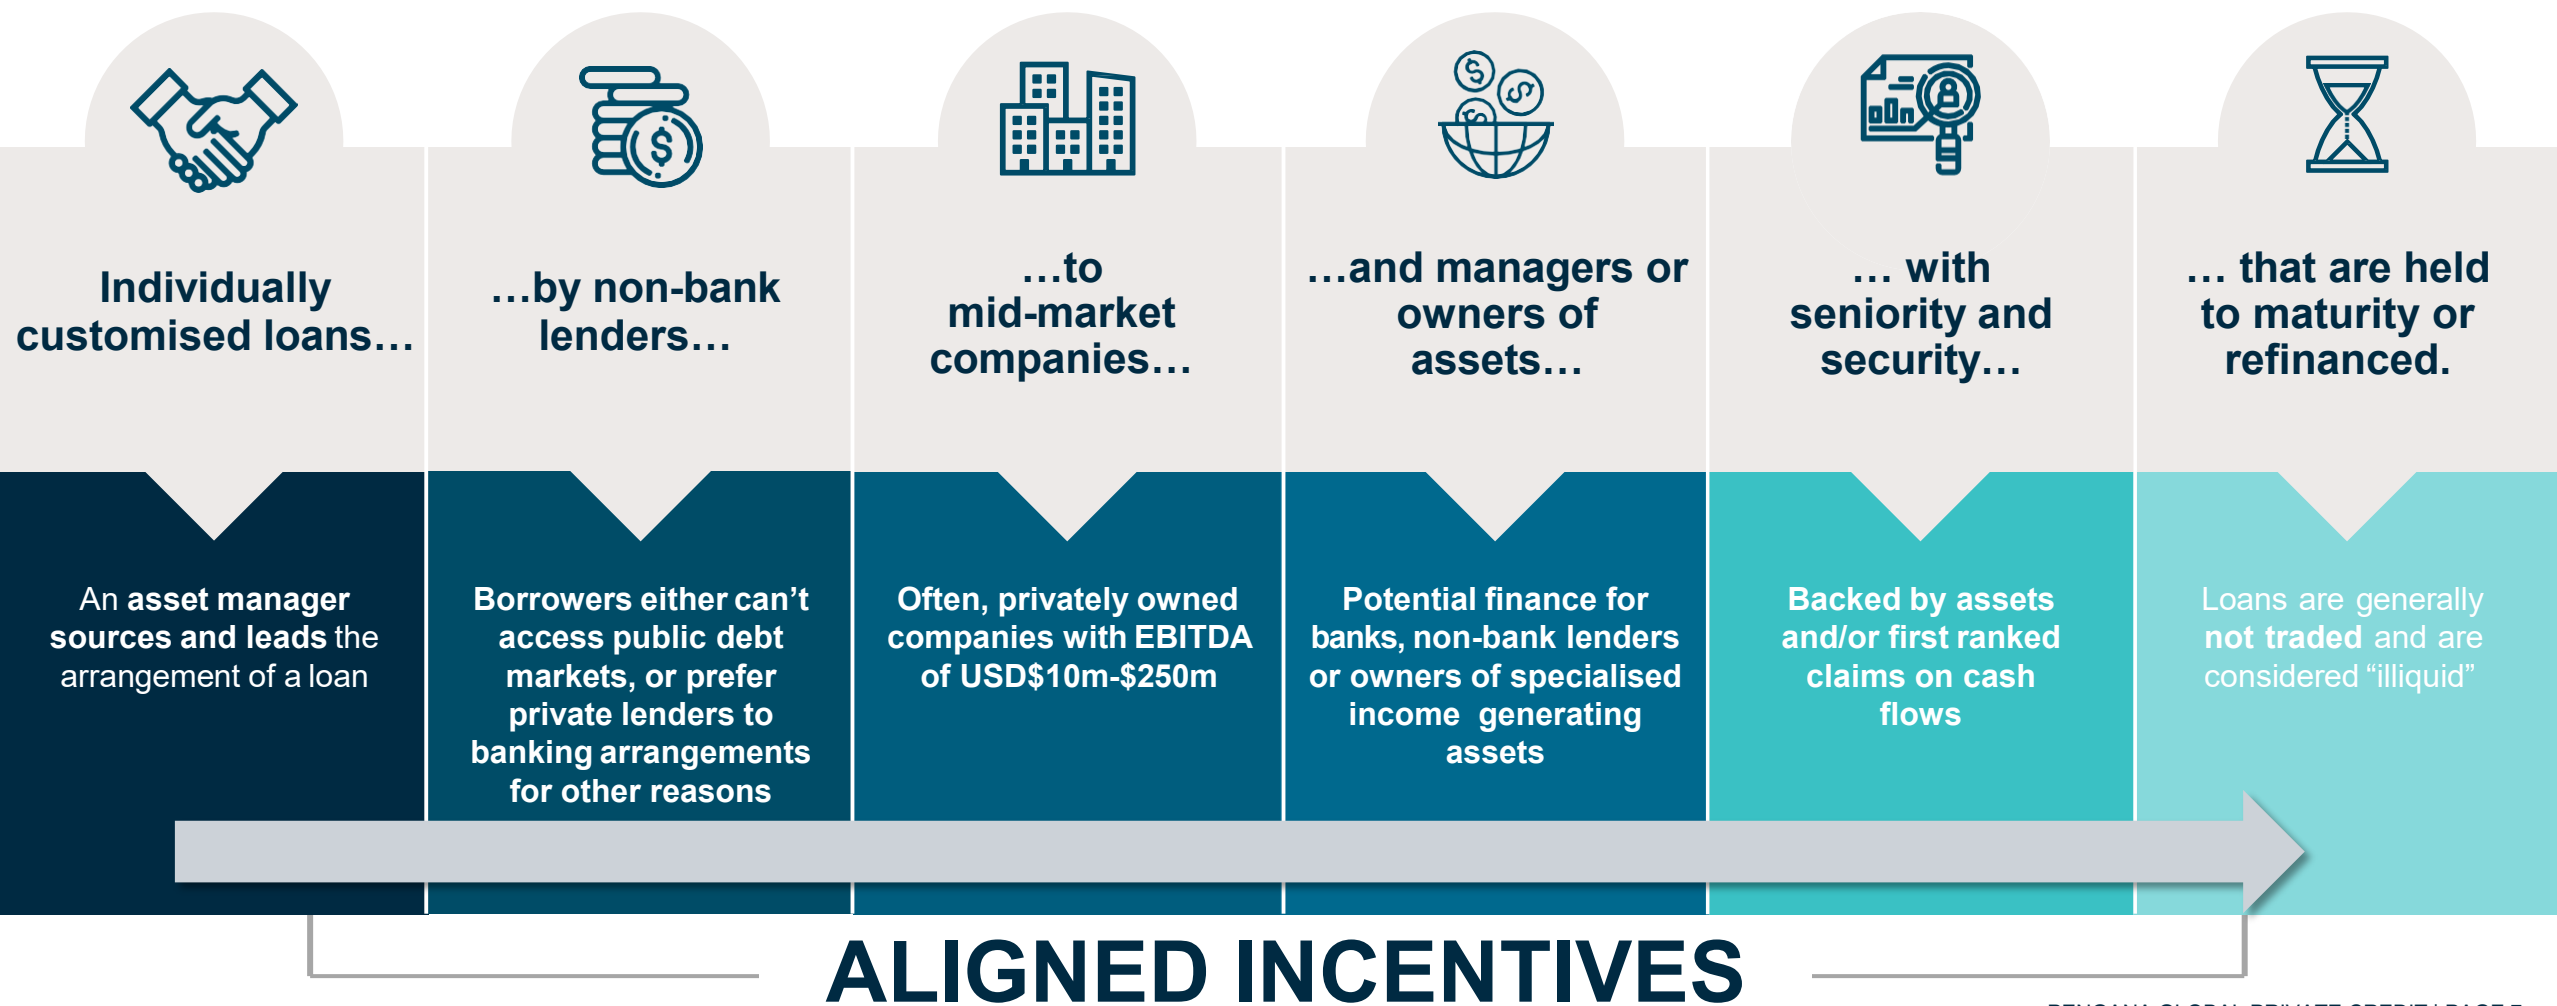 Individually
customised loans…
…by non-bank
lenders…
…to
mid-market
companies…
…and managers or
owners of
assets…
… with
seniority and
security…
… that are held
to maturity or
refinanced.
An asset manager
sources and leads the
arrangement of a loan
Borrowers either can’t
access public debt
markets, or prefer
private lenders to
banking arrangements
for other reasons
Often, privately owned
companies with EBITDA
of USD$10m-$250m
Potential finance for
banks, non-bank lenders
or owners of specialised
income generating
assets
Backed by assets
and/or first ranked
claims on cash
flows
Loans are generally
not traded and are
considered “illiquid”
ALIGNED INCENTIVES
GLOBAL PRIVATE CREDIT | PAGE